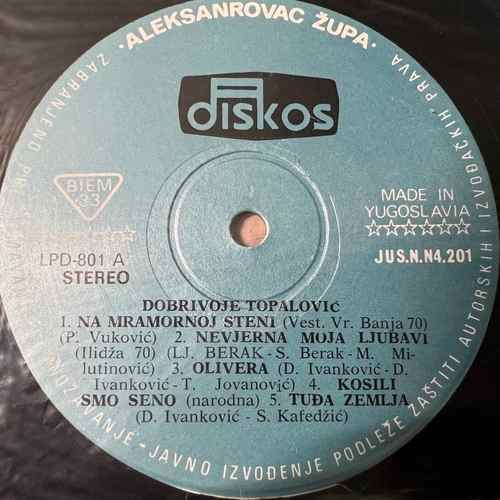 ALEKSANROVAC ŽUPA
diskos
BIEM
33
MADE IN
YUGOSLAVIA
LPD-801 A
STEREO
JUS.N.N4.201
DOBRIVOJE TOPALOVIĆ
1. NA MRAMORNOJ STENI (Vest. Vr. Banja 70)
(P. Vuković) 2. NEVJERNA MOJA LJUBAVI
(Ilidža 70) (LJ. BERAK-S. Berak-M. Mi-
lutinović) 3. OLIVERA (D. Ivanković-D.
Ivanković-T. Jovanović) 4. KOSILI
SMO SENO (narodna) 5. TUĐA ZEMLJA
(D. Ivanković-S. Kafedžić)
ZABRANJENO
-JAVNO IZVOĐENJE PODLEŽE ZAŠTITI AUTORSKIH I IZVOĐAČKIH PRAVA